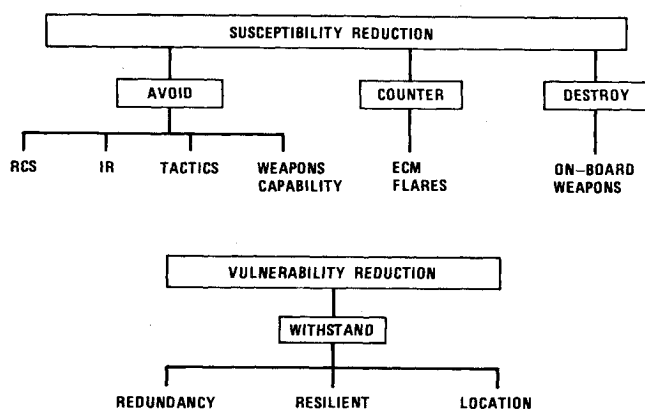 SUSCEPTIBILITY REDUCTION
AVOID COUNTER DESTROY
RCS IR TACTICS WEAPONS ECM ON-BOARD
CAPABILITY FLARES WEAPONS
VULNERABILITY REDUCTION
WITHSTAND
REDUNDANCY RESILIENT LOCATION